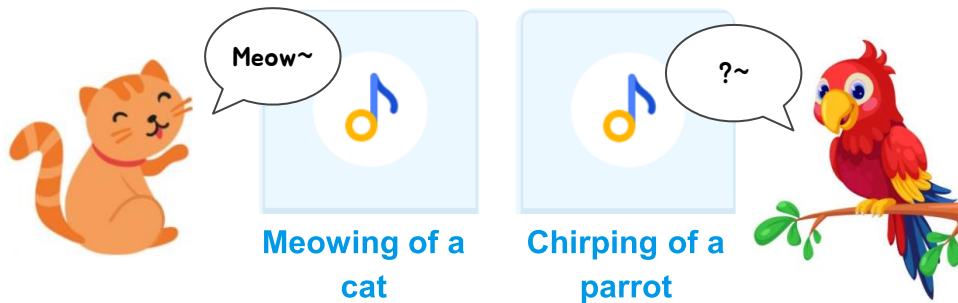 Meow~
?~
Meowing of a
cat
Chirping of a
parrot